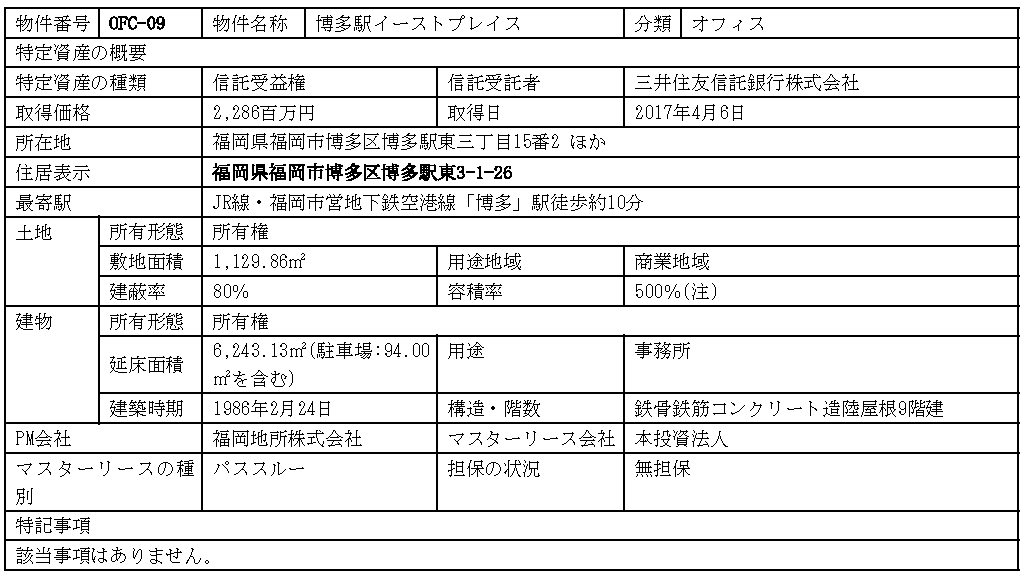 物件番号 OFC-09 物件名称 博多駅イーストプレイス 分類 オフィス
特定資産の概要
特定資産の種類 信託受益権 信託受託者 三井住友信託銀行株式会社
取得価格 2,286百万円 取得日 2017年4月6日
所在地 福岡県福岡市博多区博多駅東三丁目15番2 ほか
住居表示 福岡県福岡市博多区博多駅東3-1-26
最寄駅 JR線・福岡市営地下鉄空港線「博多」駅徒歩約10分
土地 所有形態 所有権
敷地面積 1,129.86㎡ 用途地域 商業地域
建蔽率 80% 容積率 500%(注)
建物 所有形態 所有権
延床面積 6,243.13㎡(駐車場:94.00
㎡を含む) 用途 事務所
建築時期 1986年2月24日 構造・階数 鉄骨鉄筋コンクリート造陸屋根9階建
PM会社 福岡地所株式会社 マスターリース会社 本投資法人
マスターリースの種
別 パススルー 担保の状況 無担保
特記事項
該当事項はありません。